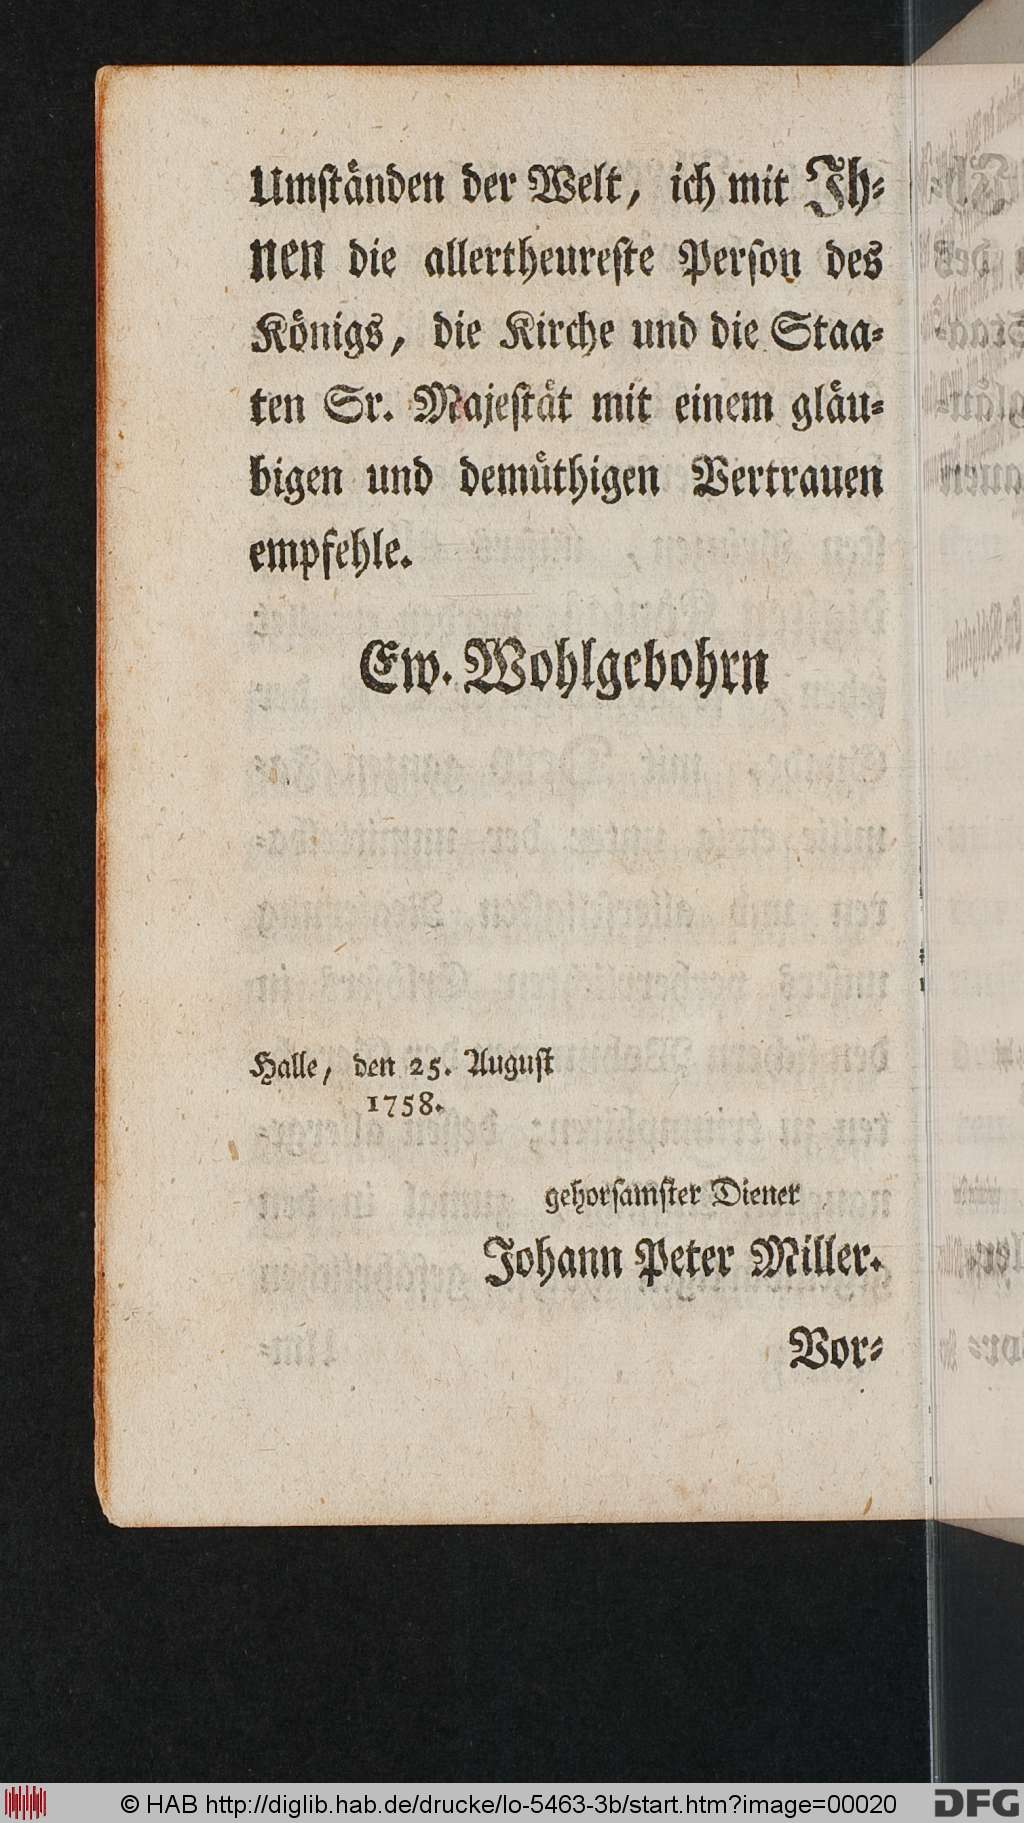 Umſtänden der Welt, ich mit Jh⸗
nen die allertheureſte Perſon des
Königs, die Kirche und die Staa⸗
ten Sr. Majeſtät mit einem gläu⸗
bigen und demüthigen Vertrauen
empfehle.
Ew. Wohlgebohrn
Halle, den 25. Auguſt
1758.
gehorſamſter Diener
Johann Peter Miller.
Vor⸗
© HAB http://diglib.hab.de/drucke/lo-5463-3b/start.htm?image=00020
DFG